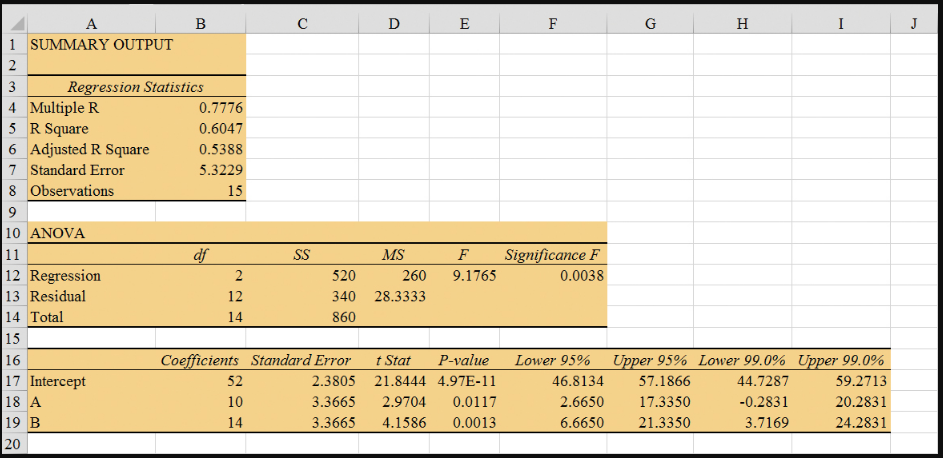 A B C D E F G H I J
1 SUMMARY OUTPUT
2
3 Regression Statistics
4 Multiple R 0.7776
5 R Square 0.6047
6 Adjusted R Square 0.5388
7 Standard Error 5.3229
8 Observations 15
9
10 ANOVA
11 df SS MS F Significance F
12 Regression 2 520 260 9.1765 0.0038
13 Residual 12 340 28.3333
14 Total 14 860
15
16 Coefficients Standard Error t Stat P-value Lower 95% Upper 95% Lower 99.0% Upper 99.0%
17 Intercept 52 2.3805 21.8444 4.97E-11 46.8134 57.1866 44.7287 59.2713
18 A 10 3.3665 2.9704 0.0117 2.6650 17.3350 -0.2831 20.2831
19 B 14 3.3665 4.1586 0.0013 6.6650 21.3350 3.7169 24.2831
20